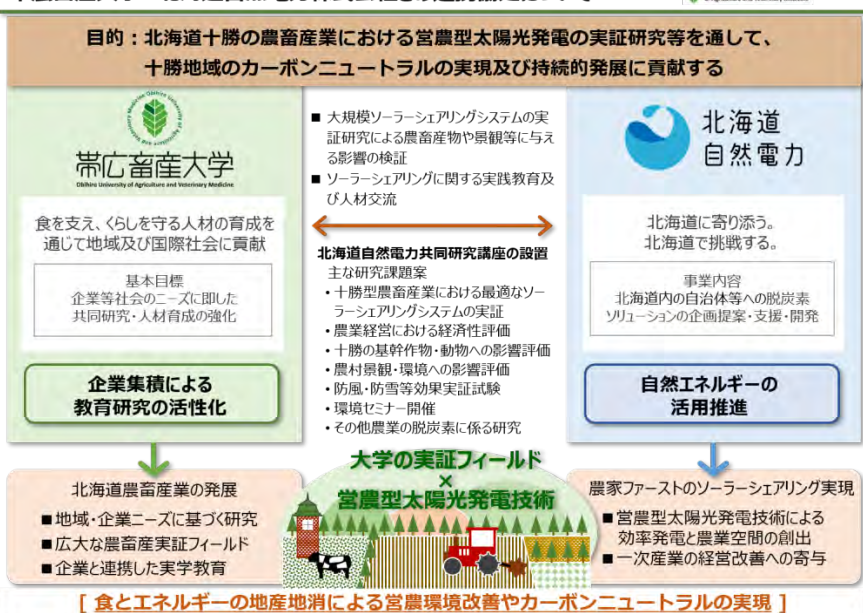 目的：北海道十勝の農畜産業における営農型太陽光発電の実証研究等を通して、
十勝地域のカーボンニュートラルの実現及び持続的発展に貢献する
帯広畜産大学
Obihiro University of Agriculture and Veterinary Medicine
食を支え、くらしを守る人材の育成を
通じて地域及び国際社会に貢献
基本目標
企業等社会のニーズに即した
共同研究・人材育成の強化
企業集積による
教育研究の活性化
■ 大規模ソーラーシェアリングシステムの実
証研究による農畜産物や景観等に与え
る影響の検証
■ ソーラーシェアリングに関する実践教育及
び人材交流
北海道自然電力共同研究講座の設置
主な研究課題案
・十勝型農畜産業における最適なソー
ラーシェアリングシステムの実証
・農業経営における経済性評価
・十勝の基幹作物・動物への影響評価
・農村景観・環境への影響評価
・防風・防雪等効果実証試験
・環境セミナー開催
・その他農業の脱炭素に係る研究
北海道
自然電力
北海道に寄り添う。
北海道で挑戦する。
事業内容
北海道内の自治体等への脱炭素
ソリューションの企画提案・支援・開発
自然エネルギーの
活用推進
北海道農畜産業の発展
■地域・企業ニーズに基づく研究
■広大な農畜産実証フィールド
■企業と連携した実学教育
大学の実証フィールド
×
営農型太陽光発電技術
農家ファーストのソーラーシェアリング実現
■営農型太陽光発電技術による
効率発電と農業空間の創出
■一次産業の経営改善への寄与
[ 食とエネルギーの地産地消による営農環境改善やカーボンニュートラルの実現 ]